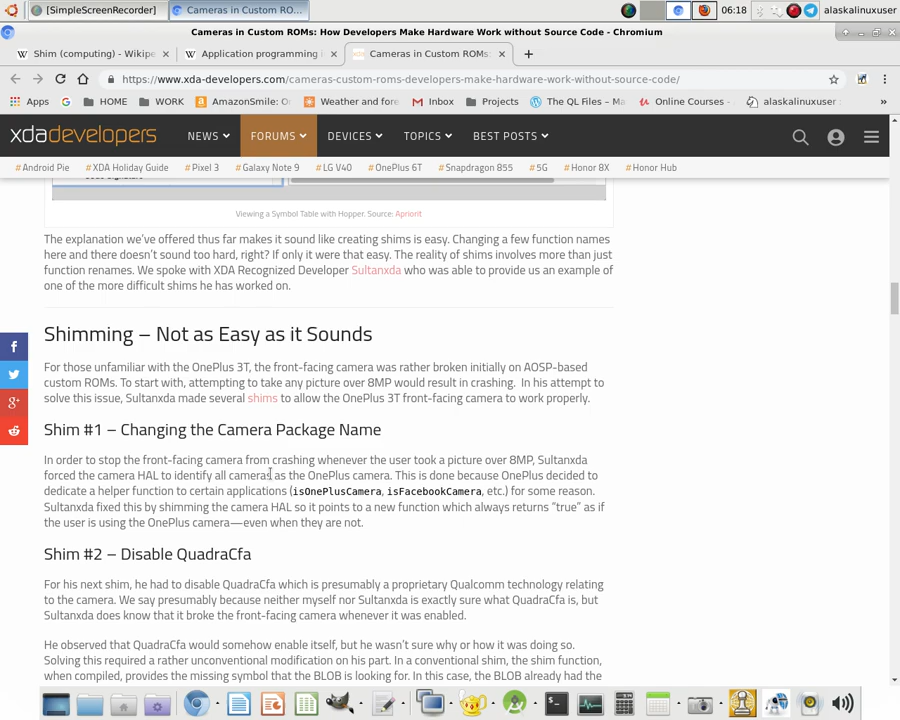 [SimpleScreenRecorder]
Cameras in Custom RO...
06:18
alaskalinuxuser
Cameras in Custom ROMs: How Developers Make Hardware Work without Source Code - Chromium
Shim (computing) - Wikipe
Application programming i
Cameras in Custom ROMs:
https://www.xda-developers.com/cameras-custom-roms-developers-make-hardware-work-without-source-code/
Apps
HOME
WORK
AmazonSmile:
Weather and fore
Inbox
Projects
The QL Files – Ma
Online Courses -
alaskalinuxuser
»
xdadevelopers
NEWS
FORUMS
DEVICES
TOPICS
BEST POSTS
#Android Pie #XDA Holiday Guide #Pixel 3 #Galaxy Note 9 #LG V40 #OnePlus 6T #Snapdragon 855 #5G #Honor 8X #Honor Hub
Viewing a Symbol Table with Hopper. Source: Apriorit
The explanation we've offered thus far makes it sound like creating shims is easy. Changing a few function names
here and there doesn't sound too hard, right? If only it were that easy. The reality of shims involves more than just
function renames. We spoke with XDA Recognized Developer Sultanxda who was able to provide us an example of
one of the more difficult shims he has worked on.
Shimming – Not as Easy as it Sounds
For those unfamiliar with the OnePlus 3T, the front-facing camera was rather broken initially on AOSP-based
custom ROMs. To start with, attempting to take any picture over 8MP would result in crashing. In his attempt to
solve this issue, Sultanxda made several shims to allow the OnePlus 3T front-facing camera to work properly.
Shim #1 – Changing the Camera Package Name
In order to stop the front-facing camera from crashing whenever the user took a picture over 8MP, Sultanxda
forced the camera HAL to identify all cameras as the OnePlus camera. This is done because OnePlus decided to
dedicate a helper function to certain applications (isOnePlusCamera, isFacebookCamera, etc.) for some reason.
Sultanxda fixed this by shimming the camera HAL so it points to a new function which always returns "true" as if
the user is using the OnePlus camera—even when they are not.
Shim #2 – Disable QuadraCfa
For his next shim, he had to disable QuadraCfa which is presumably a proprietary Qualcomm technology relating
to the camera. We say presumably because neither myself nor Sultanxda is exactly sure what QuadraCfa is, but
Sultanxda does know that it broke the front-facing camera whenever it was enabled.
He observed that QuadraCfa would somehow enable itself, but he wasn't sure why or how it was doing so.
Solving this required a rather unconventional modification on his part. In a conventional shim, the shim function,
when compiled, provides the missing symbol that the BLOB is looking for. In this case, the BLOB already had the